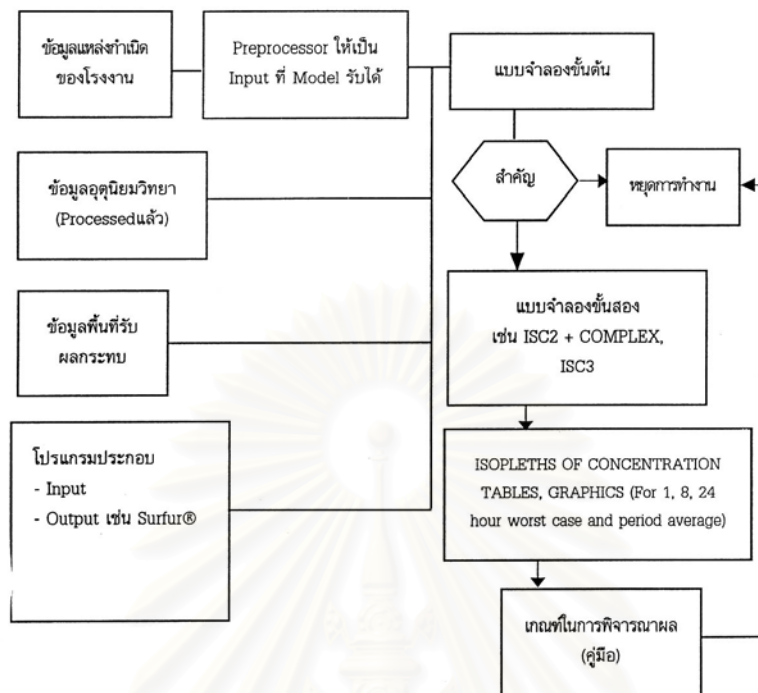 ข้อมูลแหล่งกำเนิด
ของโรงงาน
Preprocessor ให้เป็น
Input ที่ Model รับได้
แบบจำลองขั้นต้น
สำคัญ
หยุดการทำงาน
ข้อมูลอุตุนิยมวิทยา
(Processedแล้ว)
ข้อมูลพื้นที่รับ
ผลกระทบ
แบบจำลองขั้นสอง
เช่น ISC2 + COMPLEX,
ISC3
โปรแกรมประกอบ
- Input
- Output เช่น Surfur®
ISOPLETHS OF CONCENTRATION
TABLES, GRAPHICS (For 1, 8, 24
hour worst case and period average)
เกณฑ์ในการพิจารณาผล
(คู่มือ)